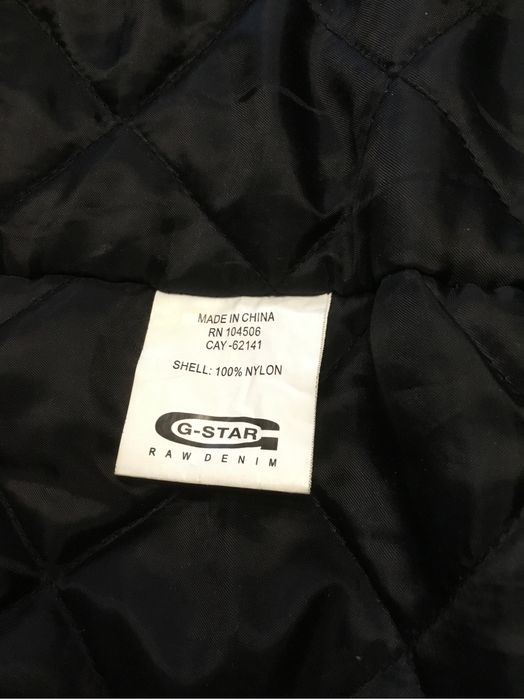 MADE IN CHINA
RN 104506
CAY-62141
SHELL: 100% NYLON
G-STAR
RAW DENIM